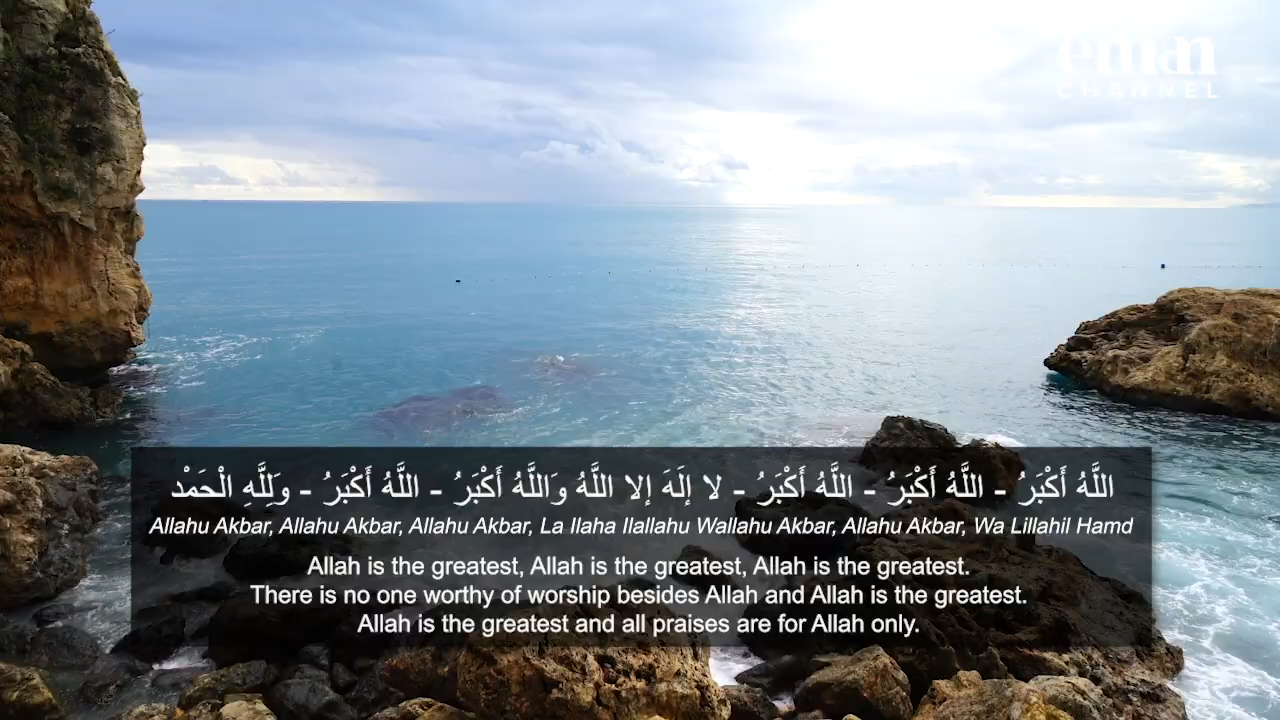 eman
CHANNEL
اللَّهُ أَكْبَرُ - اللَّهُ أَكْبَرُ - اللَّهُ أَكْبَرُ - لا إلَهَ إلا اللَّهُ وَاللَّهُ أَكْبَرُ - اللَّهُ أَكْبَرُ - وَلِلَّهِ الْحَمْدْ
Allahu Akbar, Allahu Akbar, Allahu Akbar, La Ilaha Ilallahu Wallahu Akbar, Allahu Akbar, Wa Lillahil Hamd
Allah is the greatest, Allah is the greatest, Allah is the greatest.
There is no one worthy of worship besides Allah and Allah is the greatest.
Allah is the greatest and all praises are for Allah only.